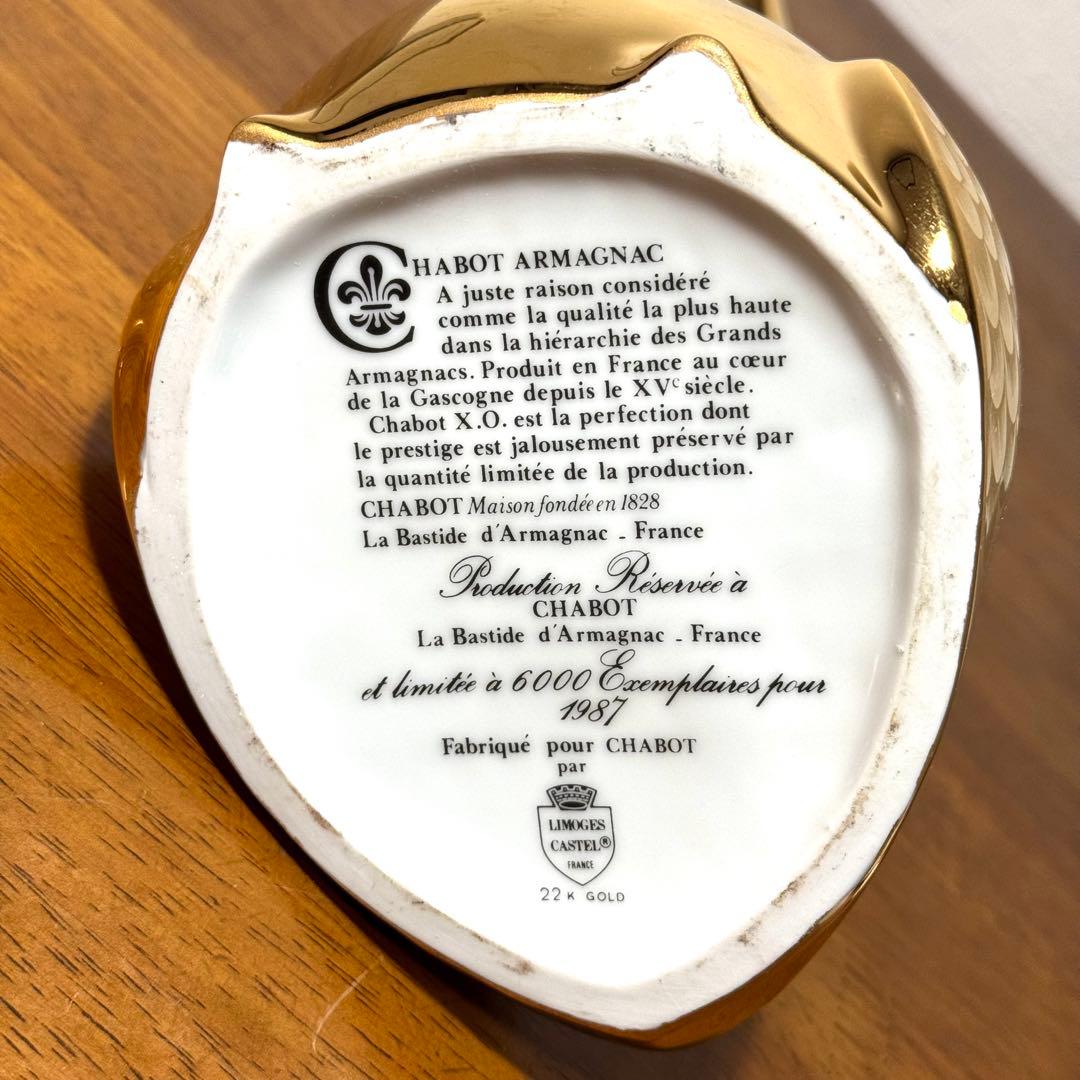 CHABOT ARMAGNAC
A juste raison considéré
comme la qualité la plus haute
dans la hiérarchie des Grands
Armagnacs. Produit en France au cœur
de la Gascogne depuis le XVᵉ siècle.
Chabot X.O. est la perfection dont
le prestige est jalousement préservé par
la quantité limitée de la production.
CHABOT Maison fondée en 1828
La Bastide d'Armagnac - France
Production Réservée à
CHABOT
La Bastide d'Armagnac - France
et limitée à 6000 Exemplaires pour
1987
Fabriqué pour CHABOT
par
LIMOGES
CASTEL®
FRANCE
22 K GOLD